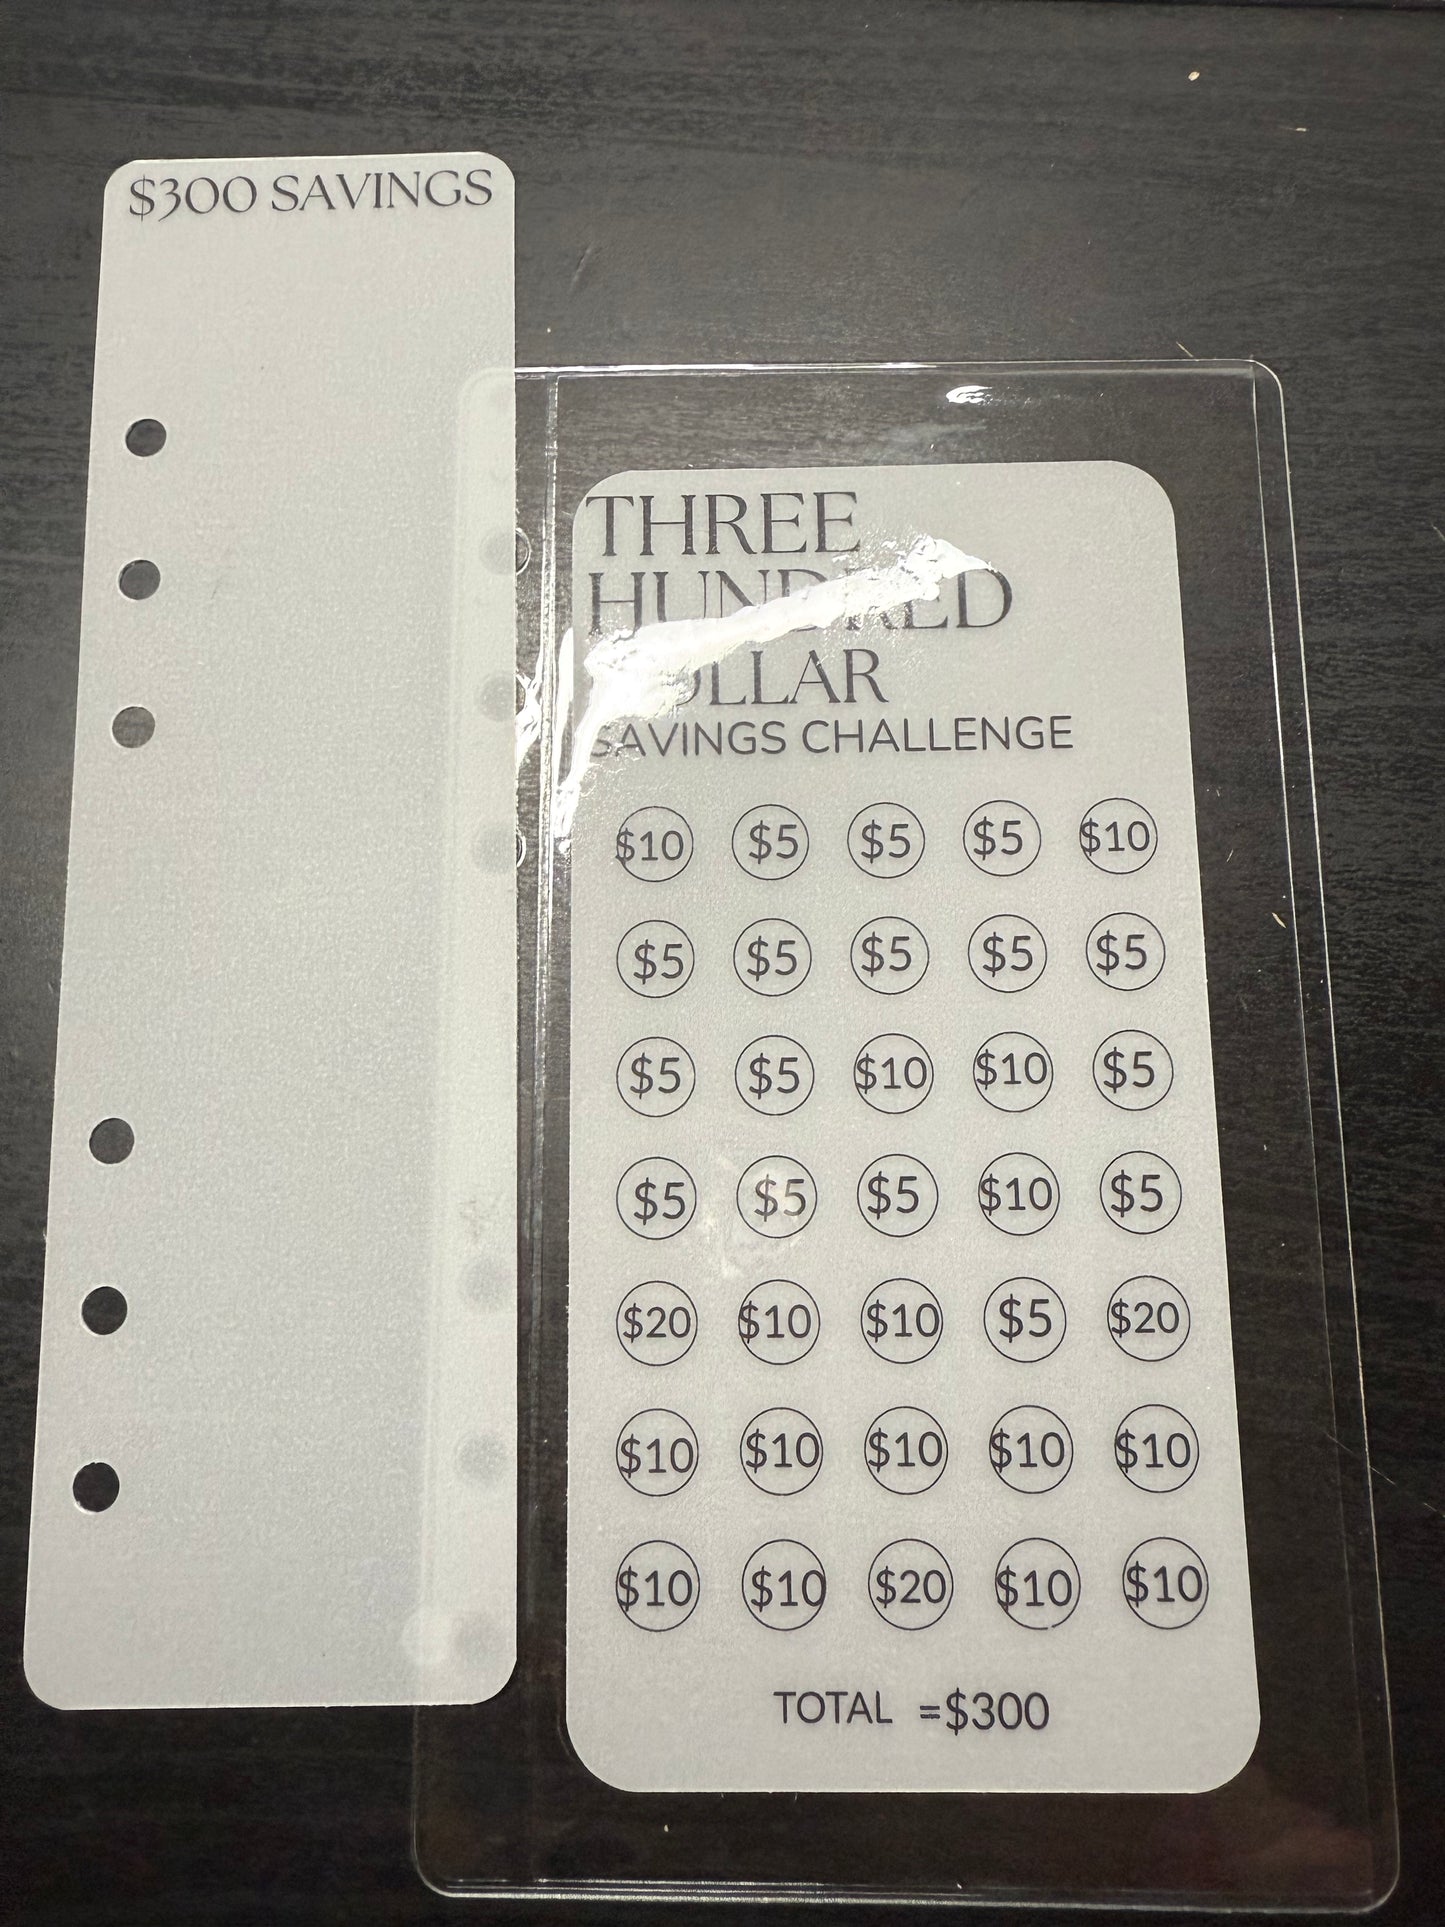 $300 SAVINGS
THREE
HUNDRED
DOLLAR
SAVINGS CHALLENGE
$10 $5 $5 $5 $10
$5 $5 $5 $5 $5
$5 $5 $10 $10 $5
$5 $5 $5 $10 $5
$20 $10 $10 $5 $20
$10 $10 $10 $10 $10
$10 $10 $20 $10 $10
TOTAL =$300